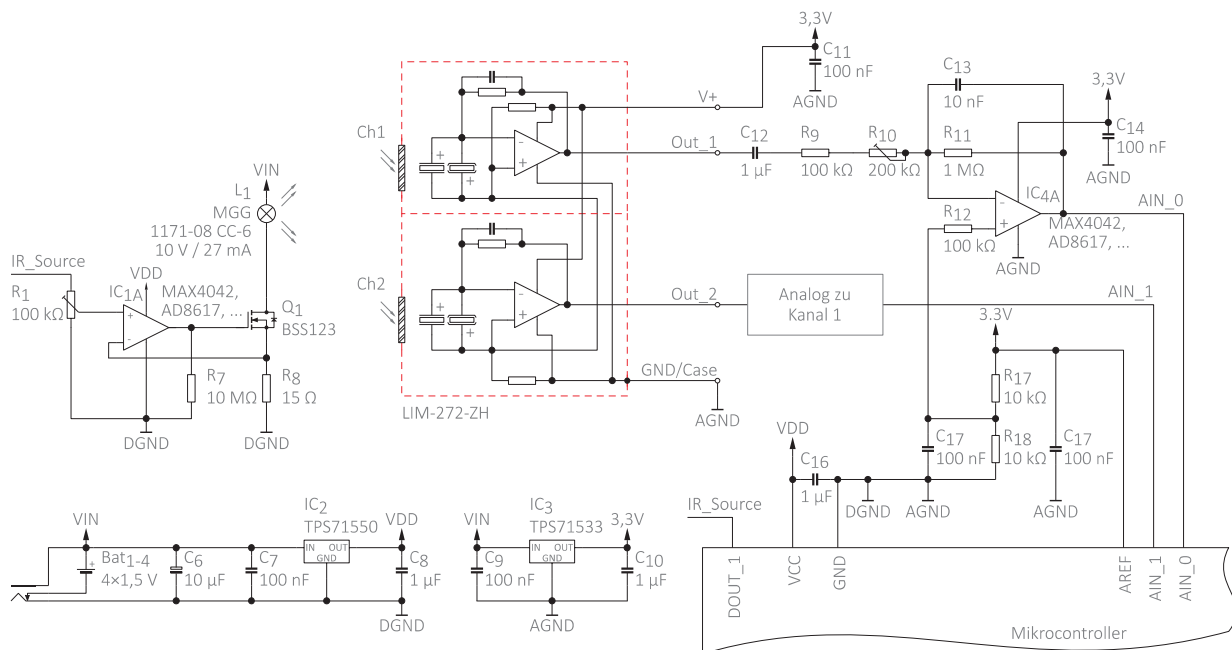 3,3V
C11
100 nF
AGND
V+
Ch1
Out_1
C12
1 µF
R9
100 kΩ
R10
200 kΩ
C13
10 nF
R11
1 MΩ
3,3V
C14
100 nF
AGND
IC4A
MAX4042,
AD8617, ...
AGND
R12
100 kΩ
AIN_0
VIN
L1
MGG
1171-08 CC-6
10 V / 27 mA
IR_Source
R1
100 kΩ
VDD
IC1A
MAX4042,
AD8617, ...
Q1
BSS123
R7
10 MΩ
R8
15 Ω
DGND
DGND
Ch2
Out_2
Analog zu
Kanal 1
AIN_1
GND/Case
AGND
LIM-272-ZH
3.3V
R17
10 kΩ
R18
10 kΩ
C17
100 nF
C17
100 nF
VDD
C16
1 µF
DGND
AGND
AGND
VIN
Bat1-4
4×1,5 V
C6
10 µF
C7
100 nF
IC2
TPS71550
IN
OUT
GND
VDD
C8
1 µF
DGND
VIN
C9
100 nF
IC3
TPS71533
IN
OUT
GND
3,3V
C10
1 µF
AGND
IR_Source
DOUT_1
VCC
GND
AREF
AIN_1
AIN_0
Mikrocontroller